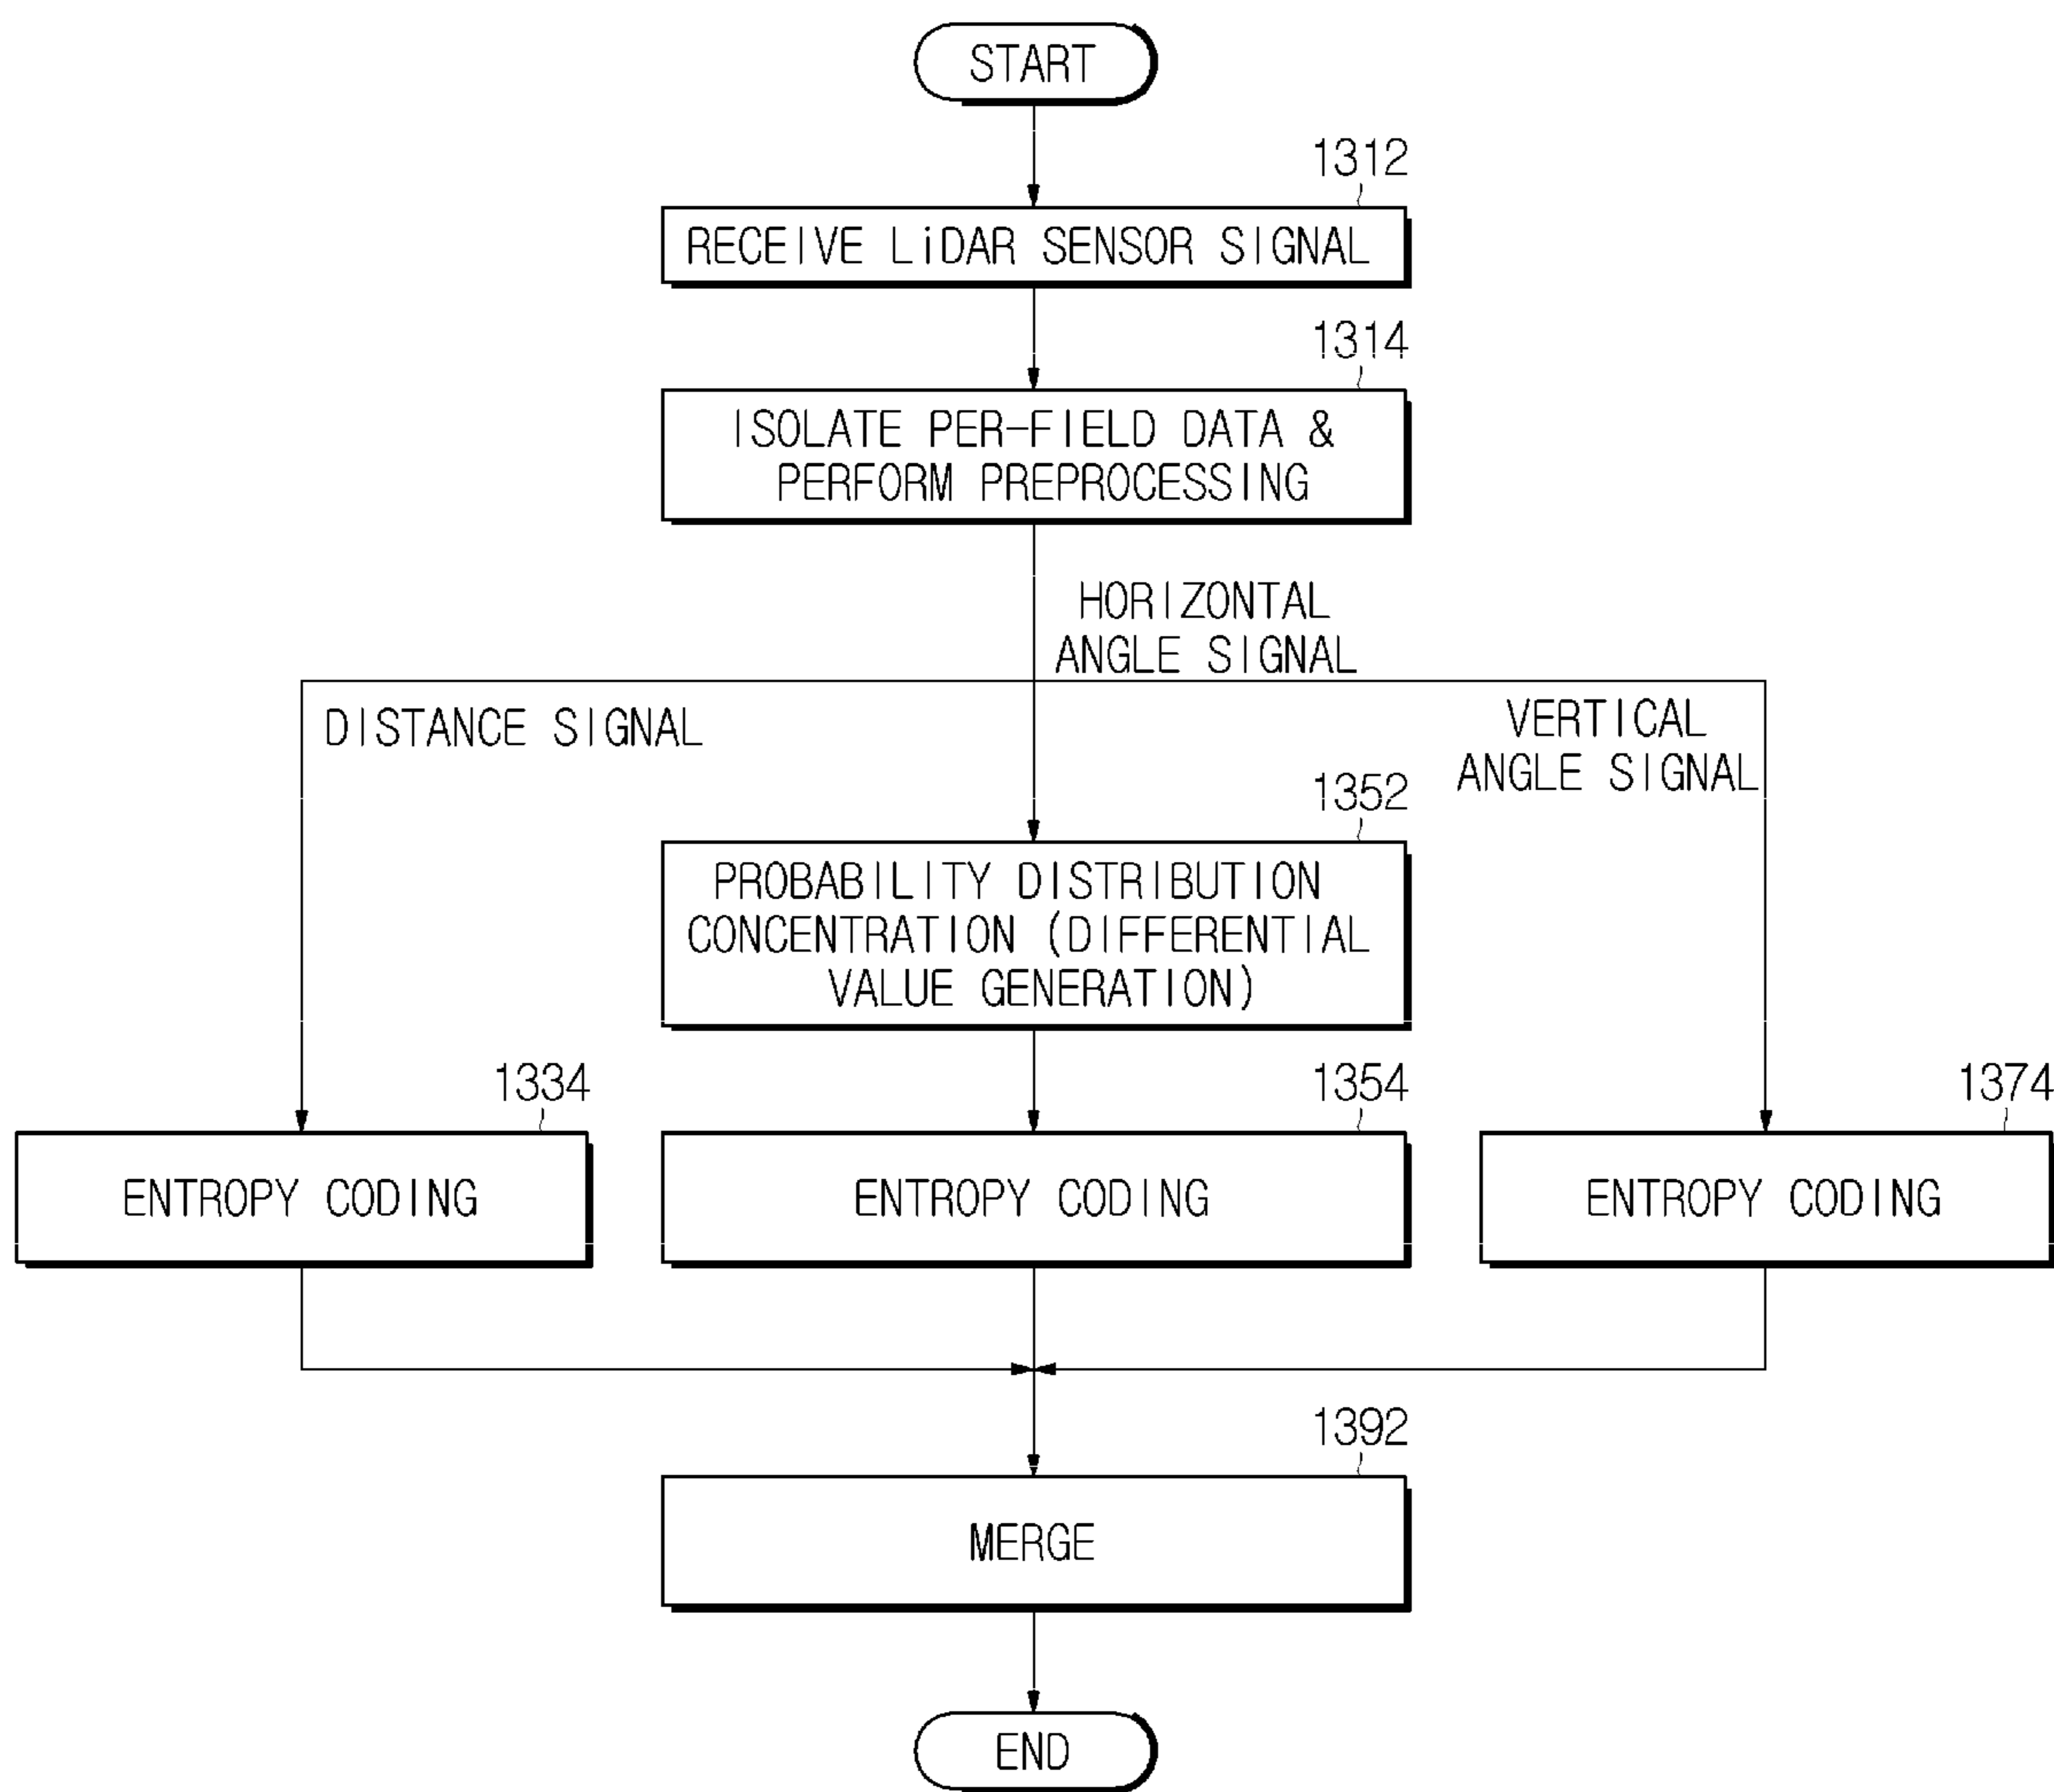 START
1312
RECEIVE LiDAR SENSOR SIGNAL
1314
ISOLATE PER-FIELD DATA &
PERFORM PREPROCESSING
HORIZONTAL
ANGLE SIGNAL
DISTANCE SIGNAL
VERTICAL
ANGLE SIGNAL
1352
PROBABILITY DISTRIBUTION
CONCENTRATION (DIFFERENTIAL
VALUE GENERATION)
1334
ENTROPY CODING
1354
ENTROPY CODING
1374
ENTROPY CODING
1392
MERGE
END